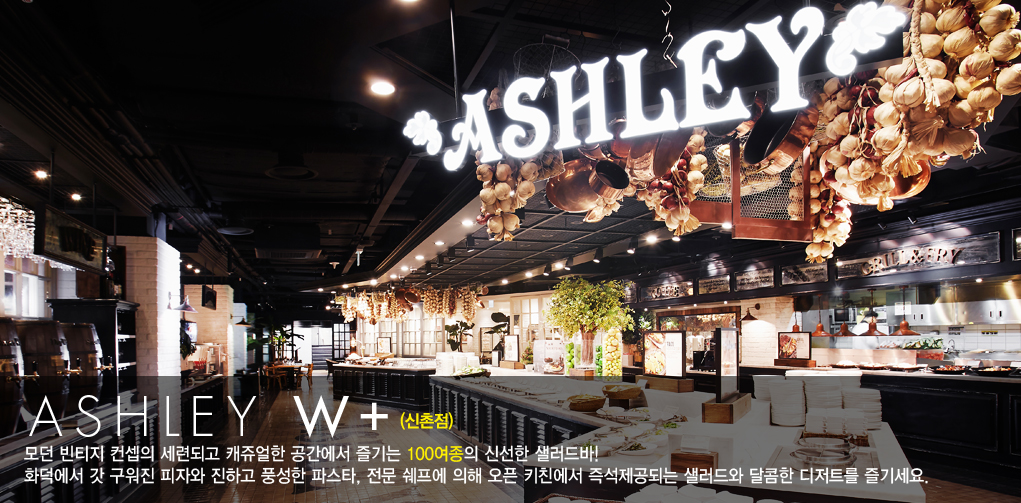 ASHLEY
GRILL & FRY
ASHLEY W+ (신촌점)
모던 빈티지 컨셉의 세련되고 캐쥬얼한 공간에서 즐기는 100여종의 신선한 샐러드바!
화덕에서 갓 구워진 피자와 진하고 풍성한 파스타, 전문 쉐프에 의해 오픈 키친에서 즉석제공되는 샐러드와 달콤한 디저트를 즐기세요.